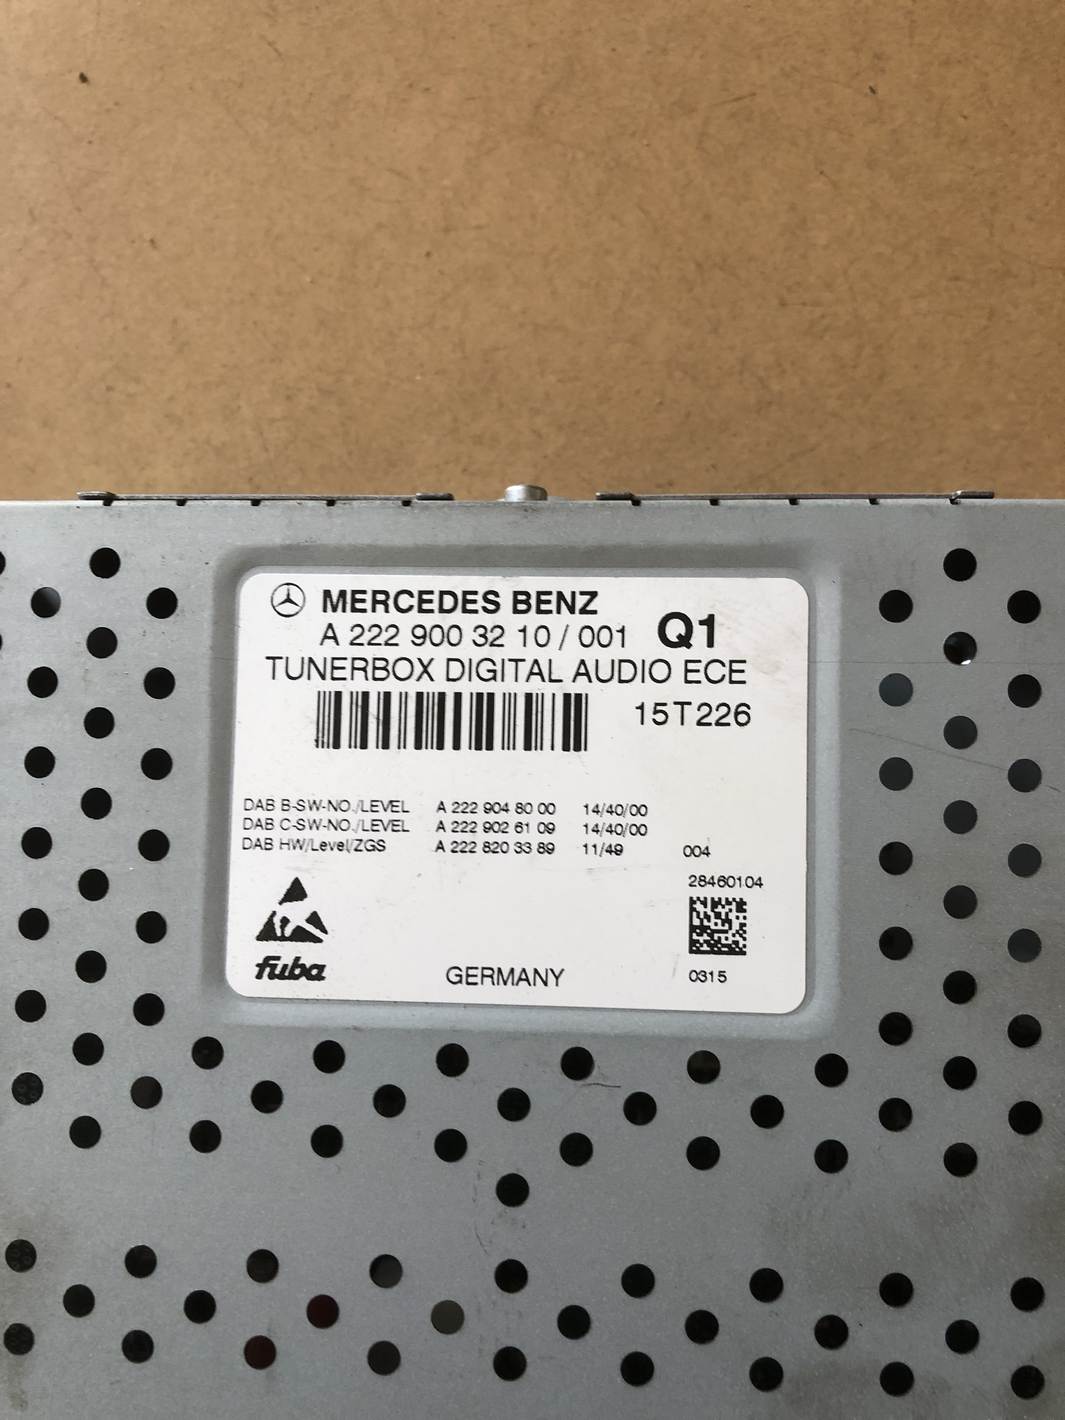 MERCEDES BENZ
A 222 900 32 10 / 001 Q1
TUNERBOX DIGITAL AUDIO ECE
15T226
DAB B-SW-NO./LEVEL A 222 904 80 00 14/40/00
DAB C-SW-NO./LEVEL A 222 902 61 09 14/40/00
DAB HW/Level/ZGS A 222 820 33 89 11/49 004
28460104
fuba GERMANY 0315